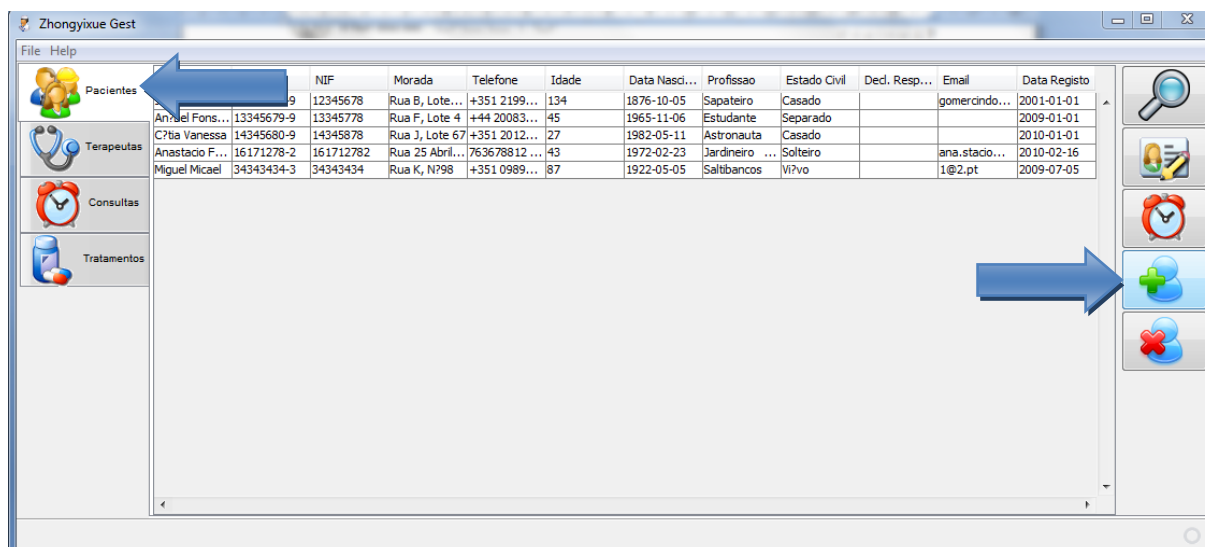 Zhongyixue Gest
File Help
Pacientes
Terapeutas
Consultas
Tratamentos
NIF Morada Telefone Idade Data Nasci... Profissao Estado Civil Decl. Resp... Email Data Registo
12345678 Rua B, Lote... +351 2199... 134 1876-10-05 Sapateiro Casado gomercindo... 2001-01-01
An?bel Fons... 13345679-9 13345778 Rua F, Lote 4 +44 20083... 45 1965-11-06 Estudante Separado 2009-01-01
C?tia Vanessa 14345680-9 14345878 Rua J, Lote 67 +351 2012... 27 1982-05-11 Astronauta Casado 2010-01-01
Anastacio F... 16171278-2 161712782 Rua 25 Abril... 763678812 ... 43 1972-02-23 Jardineiro ... Solteiro ana.stacio... 2010-02-16
Miguel Micael 34343434-3 34343434 Rua K, N?98 +351 0989... 87 1922-05-05 Saltibancos Vi?vo 1@2.pt 2009-07-05